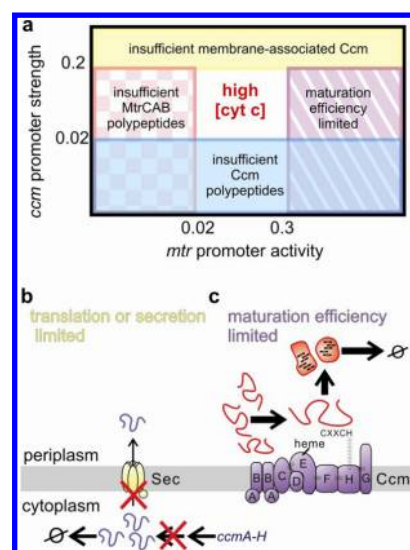 a
insufficient membrane-associated Ccm
0.2
insufficient
MtrCAB
polypeptides
high
[cyt c]
maturation
efficiency
limited
ccm promoter strength
0.02
insufficient
Ccm
polypeptides
0.02
0.3
mtr promoter activity
b
translation or secretion
limited
c
maturation efficiency
limited
CXXCH
heme
periplasm
Sec
cytoplasm
B B C D E F H G
A A
Ccm
ccmA-H